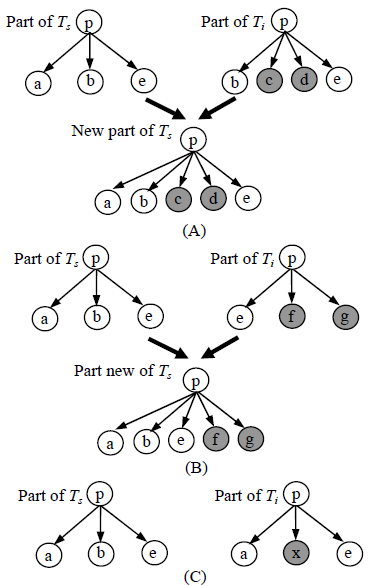 Part of Ts p Part of Ti p
a b e b c d e
New part of Ts p
a b c d e
(A)
Part of Ts p Part of Ti p
a b e e f g
Part new of Ts p
a b e f g
(B)
Part of Ts p Part of Ti p
a b e a x e
(C)